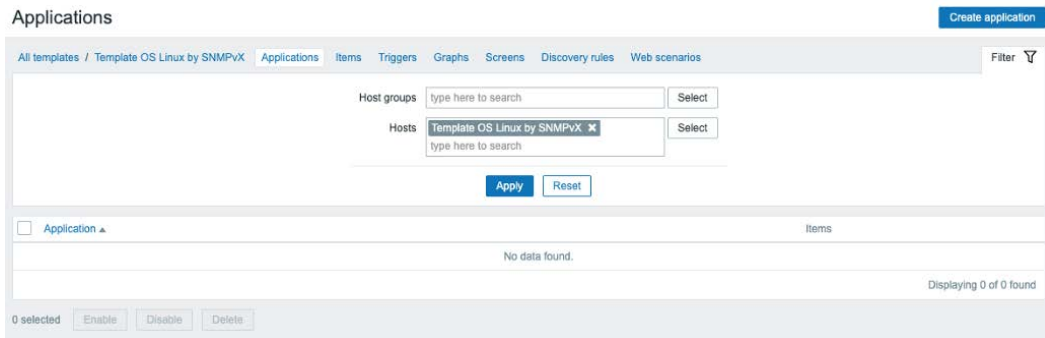 Applications
Create application
All templates / Template OS Linux by SNMPvX Applications Items Triggers Graphs Screens Discovery rules Web scenarios
Filter
Host groups type here to search Select
Hosts Template OS Linux by SNMPvX Select
type here to search
Apply Reset
Application Items
No data found.
Displaying 0 of 0 found
0 selected Enable Disable Delete